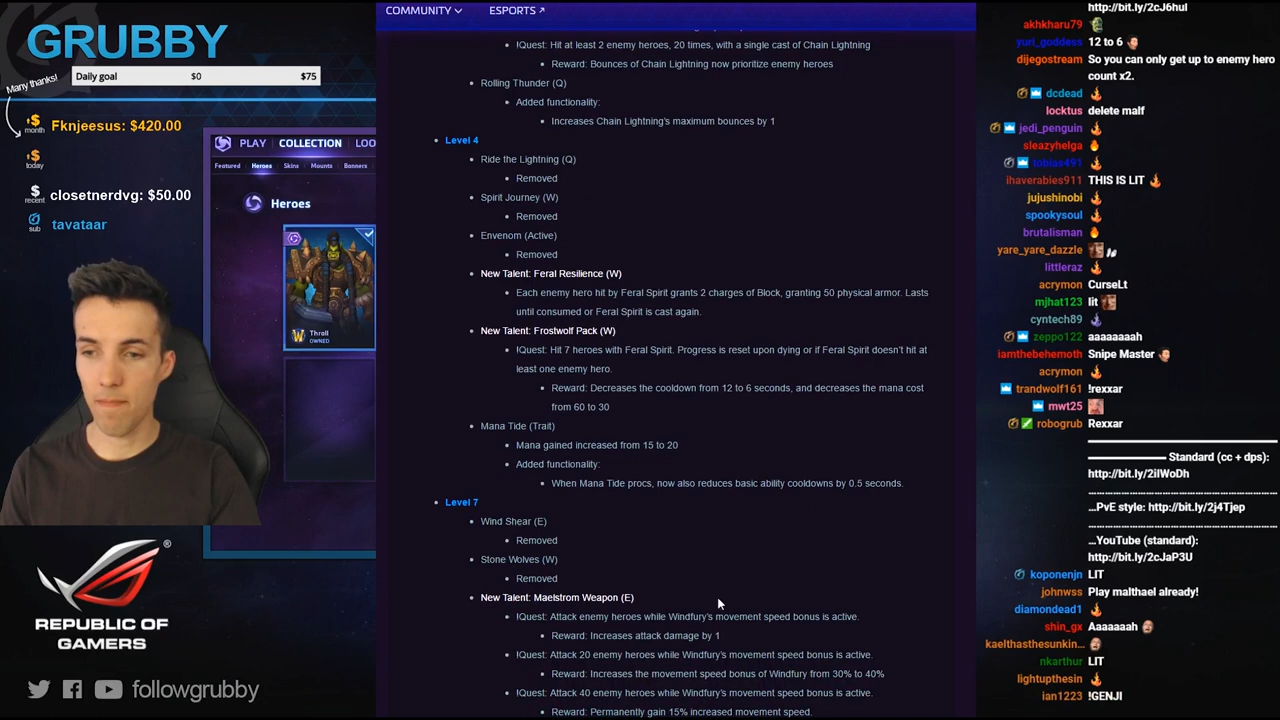 GRUBBY
Many thanks!
Daily goal $0 $75
month Fknjeesus: $420.00
today
recent closetnerdvg: $50.00
sub tavataar
PLAY COLLECTION LOO
Featured Heroes Skins Mounts Banners
Heroes
Thrall
OWNED
REPUBLIC OF
GAMERS
®
followgrubby
COMMUNITY ESPORTS
!Quest: Hit at least 2 enemy heroes, 20 times, with a single cast of Chain Lightning
Reward: Bounces of Chain Lightning now prioritize enemy heroes
Rolling Thunder (Q)
Added functionality:
Increases Chain Lightning's maximum bounces by 1
Level 4
Ride the Lightning (Q)
Removed
Spirit Journey (W)
Removed
Envenom (Active)
Removed
New Talent: Feral Resilience (W)
Each enemy hero hit by Feral Spirit grants 2 charges of Block, granting 50 physical armor. Lasts
until consumed or Feral Spirit is cast again.
New Talent: Frostwolf Pack (W)
!Quest: Hit 7 heroes with Feral Spirit. Progress is reset upon dying or if Feral Spirit doesn't hit at
least one enemy hero.
Reward: Decreases the cooldown from 12 to 6 seconds, and decreases the mana cost
from 60 to 30
Mana Tide (Trait)
Mana gained increased from 15 to 20
Added functionality:
When Mana Tide procs, now also reduces basic ability cooldowns by 0.5 seconds.
Level 7
Wind Shear (E)
Removed
Stone Wolves (W)
Removed
New Talent: Maelstrom Weapon (E)
!Quest: Attack enemy heroes while Windfury's movement speed bonus is active.
Reward: Increases attack damage by 1
!Quest: Attack 20 enemy heroes while Windfury's movement speed bonus is active.
Reward: Increases the movement speed bonus of Windfury from 30% to 40%
!Quest: Attack 40 enemy heroes while Windfury's movement speed bonus is active.
Reward: Permanently gain 15% increased movement speed.
http://bit.ly/2cJ6hul
akhkharu79
yuri_goddess 12 to 6
dijegostream So you can only get up to enemy hero
count x2.
dcdead
locktus delete malf
jedi_penguin
sleazyhelga
tobias491
ihaverabies911 THIS IS LIT
jujushinobi
spookysoul
brutalisman
yare_yare_dazzle
littleraz
acrymon CurseLt
mjhat123 lit
cyntech89
zeppo122 aaaaaaaah
iamthebehemoth Snipe Master
acrymon
trandwolf161 !rexxar
mwt25
robogrub Rexxar
Standard (cc + dps):
http://bit.ly/2ilWoDh
...PvE style: http://bit.ly/2j4Tjep
...YouTube (standard):
http://bit.ly/2cJaP3U
koponenjn LIT
johnwss Play malthael already!
diamondead1
shin_gx Aaaaaaah
kaelthasthesunkin...
nkarthur LIT
lightupthesin
ian1223 !GENJI